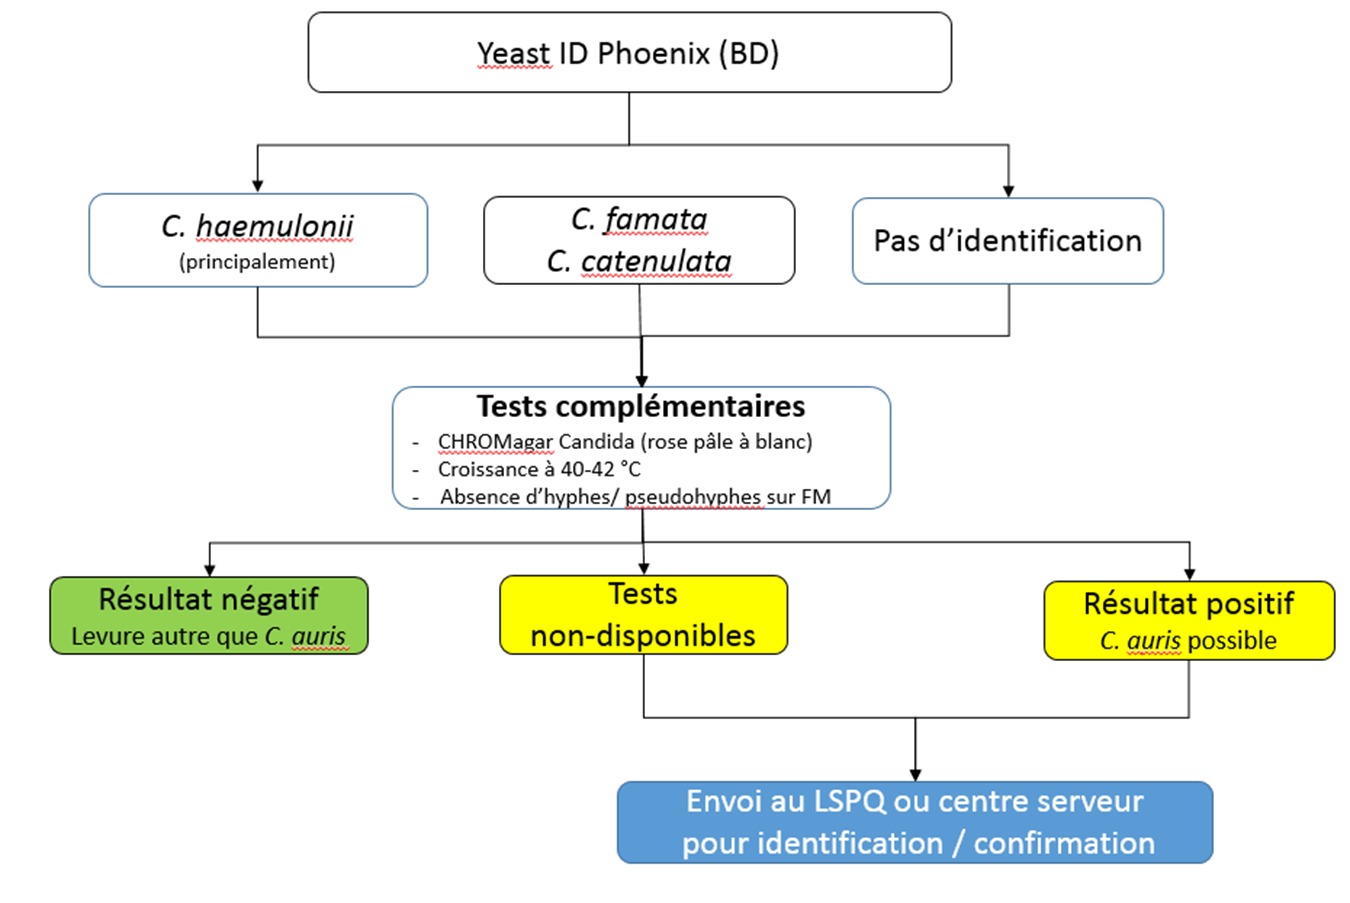 Yeast ID Phoenix (BD)
C. haemulonii
(principalement)
C. famata
C. catenulata
Pas d’identification
Tests complémentaires
- CHROMagar Candida (rose pâle à blanc)
- Croissance à 40-42 °C
- Absence d’hyphes/ pseudohyphes sur FM
Résultat négatif
Levure autre que C. auris
Tests
non-disponibles
Résultat positif
C. auris possible
Envoi au LSPQ ou centre serveur
pour identification / confirmation